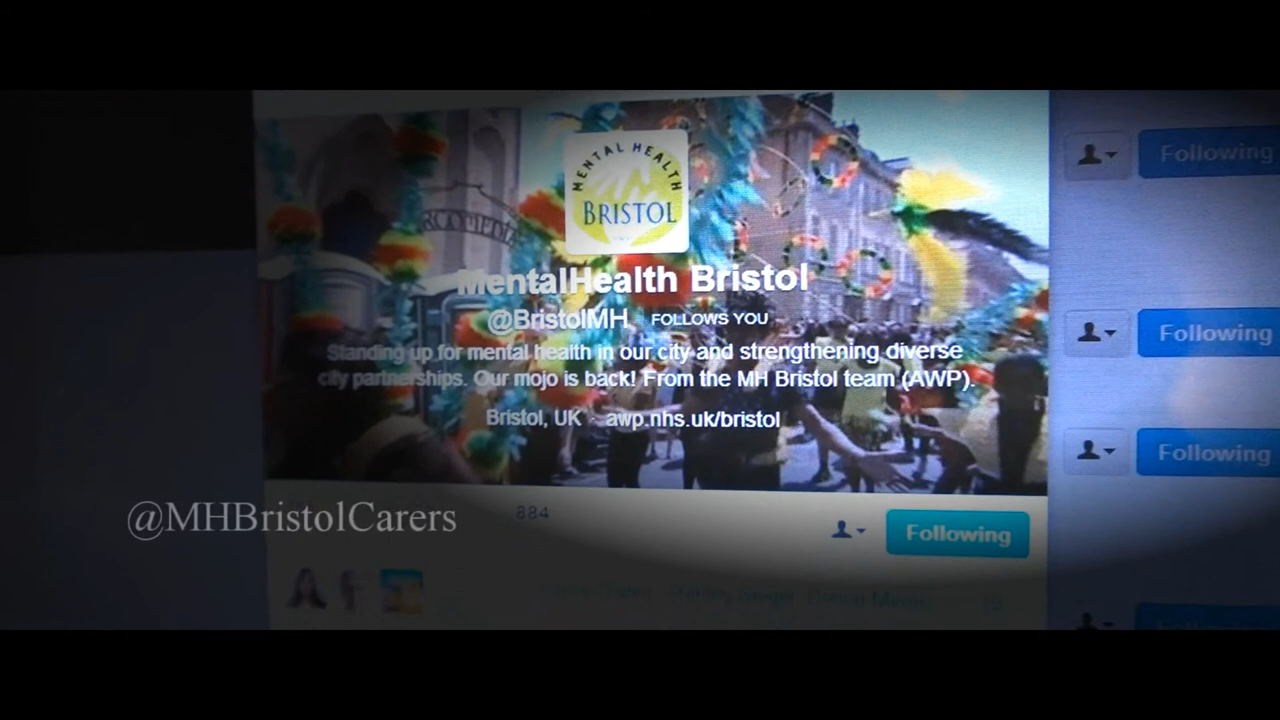 MENTAL HEALTH
BRISTOL
RCOMEDIA
MentalHealth Bristol
@BristolMH FOLLOWS YOU
Standing up for mental health in our city and strengthening diverse
city partnerships. Our mojo is back! From the MH Bristol team (AWP).
Bristol, UK · awp.nhs.uk/bristol
884
Following
Following
Following
Following
Following
@MHBristolCarers